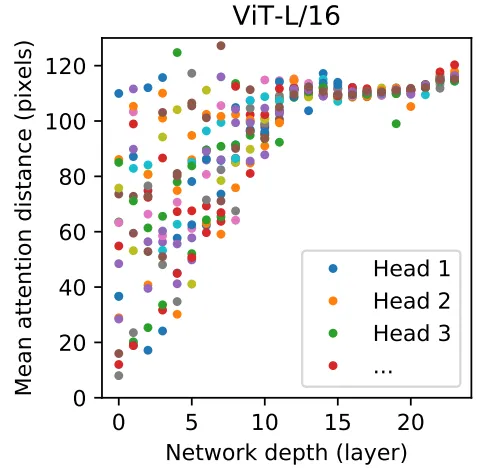 ViT-L/16
Mean attention distance (pixels)
120
100
80
60
40
20
0
Head 1
Head 2
Head 3
...
0 5 10 15 20
Network depth (layer)